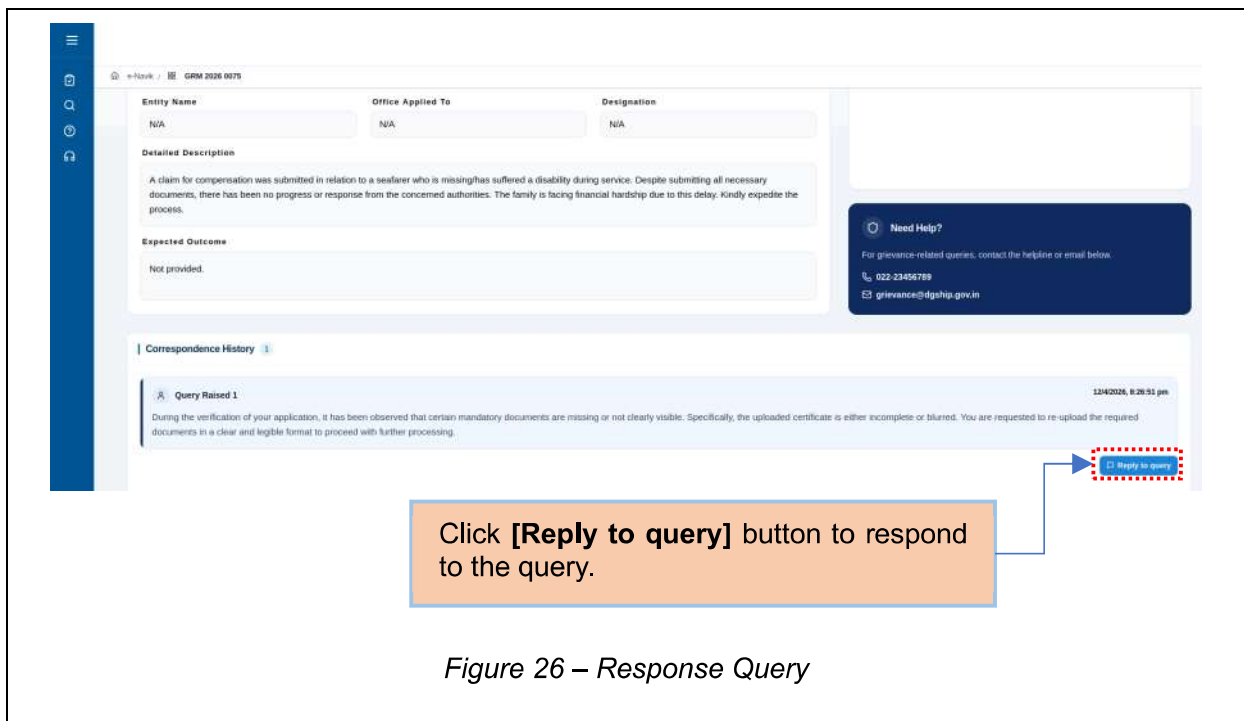 e-Navik / GRM 2026 0075
Entity Name
Office Applied To
Designation
N/A
N/A
N/A
Detailed Description
A claim for compensation was submitted in relation to a seafarer who is missing/has suffered a disability during service. Despite submitting all necessary
documents, there has been no progress or response from the concerned authorities. The family is facing financial hardship due to this delay. Kindly expedite the
process.
Expected Outcome
Not provided.
Need Help?
For grievance-related queries, contact the helpline or email below.
022-23456789
grievance@dgship.gov.in
Correspondence History 1
Query Raised 1
12/4/2026, 8:26:51 pm
During the verification of your application, it has been observed that certain mandatory documents are missing or not clearly visible. Specifically, the uploaded certificate is either incomplete or blurred. You are requested to re-upload the required
documents in a clear and legible format to proceed with further processing.
Reply to query
Click [Reply to query] button to respond
to the query.
Figure 26 – Response Query